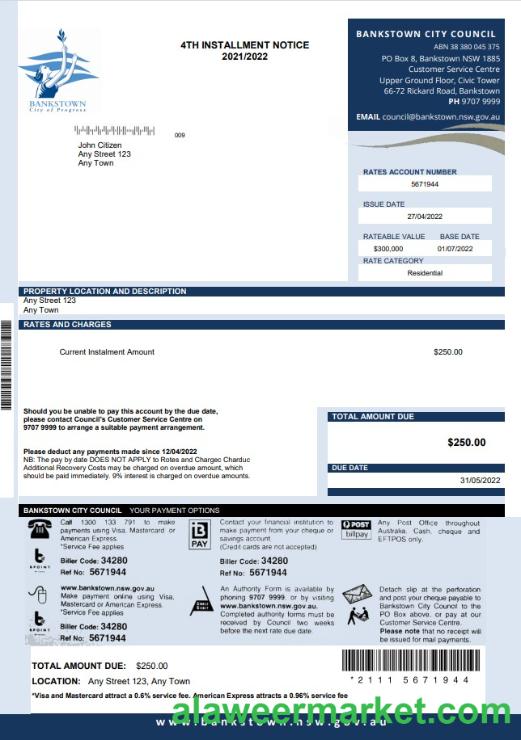 4TH INSTALLMENT NOTICE
2021/2022
BANKSTOWN
City of Progress
BANKSTOWN CITY COUNCIL
ABN 38 380 045 375
PO Box 8, Bankstown NSW 1885
Customer Service Centre
Upper Ground Floor, Civic Tower
66-72 Rickard Road, Bankstown
PH 9707 9999
EMAIL council@bankstown.nsw.gov.au
009
John Citizen
Any Street 123
Any Town
RATES ACCOUNT NUMBER
5671944
ISSUE DATE
27/04/2022
RATEABLE VALUE BASE DATE
$300,000 01/07/2022
RATE CATEGORY
Residential
PROPERTY LOCATION AND DESCRIPTION
Any Street 123
Any Town
RATES AND CHARGES
Current Instalment Amount $250.00
Should you be unable to pay this account by the due date,
please contact Council's Customer Service Centre on
9707 9999 to arrange a suitable payment arrangement.
Please deduct any payments made since 12/04/2022
NB: The pay by date DOES NOT APPLY to Rotes and Chargec Charduc
Additional Recovery Costs may be charged on overdue amount, which
should be paid immediately. 9% interest is charged on overdue amounts.
TOTAL AMOUNT DUE
$250.00
DUE DATE
31/05/2022
BANKSTOWN CITY COUNCIL YOUR PAYMENT OPTIONS
Call 1300 133 791 to make
payments using Visa, Mastercard or
American Express.
*Service Fee applies
BPOINT
Biller Code: 34280
Ref No: 5671944
B
PAY
Contact your financial institution to
make payment from your cheque or
savings account.
(Credit cards are not accepted)
Biller Code: 34280
Ref No: 5671944
POST
billpay
Any Post Office throughout
Australia. Cash, cheque and
EFTPOS only.
www.bankstown.nsw.gov.au
Make payment online using Visa,
Mastercard or American Express.
*Service Fee applies
BPOINT
Biller Code: 34280
Ref No: 5671944
Direct
Debit
An Authority Form is available by
phoning 9707 9999, or by visiting
www.bankstown.nsw.gov.au.
Completed authority forms must be
received by Council two weeks
before the next rate due date.
Detach slip at the perforation
and post your cheque payable to
Bankstown City Council to the
PO Box above, or pay at our
Customer Service Centre.
Please note that no receipt will
be issued for mail payments.
TOTAL AMOUNT DUE: $250.00
LOCATION: Any Street 123, Any Town
*2111 5671944
*Visa and Mastercard attract a 0.6% service fee. American Express attracts a 0.96% service fee
www.bankstown.nsw.gov.au
alaweermarket.com